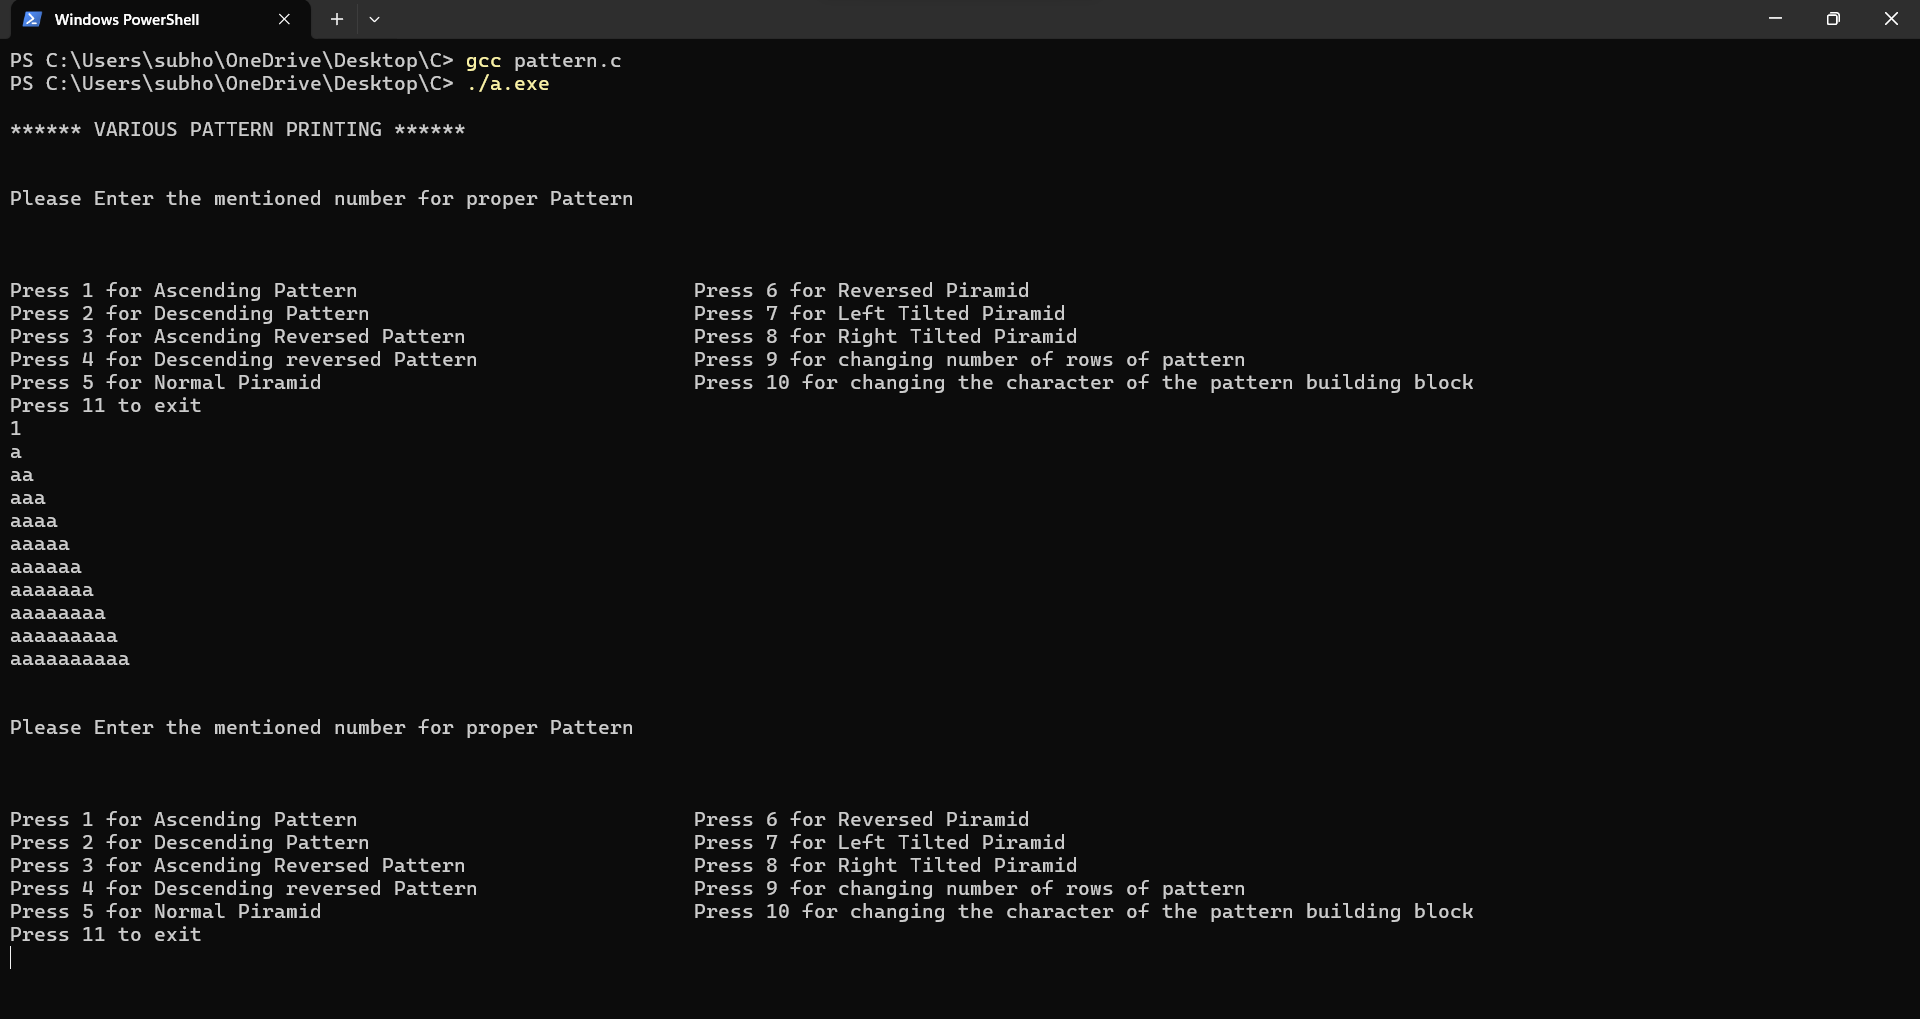 Windows PowerShell
PS C:\Users\subho\OneDrive\Desktop\C> gcc pattern.c
PS C:\Users\subho\OneDrive\Desktop\C> ./a.exe
****** VARIOUS PATTERN PRINTING ******
Please Enter the mentioned number for proper Pattern
Press 1 for Ascending Pattern Press 6 for Reversed Piramid
Press 2 for Descending Pattern Press 7 for Left Tilted Piramid
Press 3 for Ascending Reversed Pattern Press 8 for Right Tilted Piramid
Press 4 for Descending reversed Pattern Press 9 for changing number of rows of pattern
Press 5 for Normal Piramid Press 10 for changing the character of the pattern building block
Press 11 to exit
1
a
aa
aaa
aaaa
aaaaa
aaaaaa
aaaaaaa
aaaaaaaa
aaaaaaaaa
aaaaaaaaaa
Please Enter the mentioned number for proper Pattern
Press 1 for Ascending Pattern Press 6 for Reversed Piramid
Press 2 for Descending Pattern Press 7 for Left Tilted Piramid
Press 3 for Ascending Reversed Pattern Press 8 for Right Tilted Piramid
Press 4 for Descending reversed Pattern Press 9 for changing number of rows of pattern
Press 5 for Normal Piramid Press 10 for changing the character of the pattern building block
Press 11 to exit